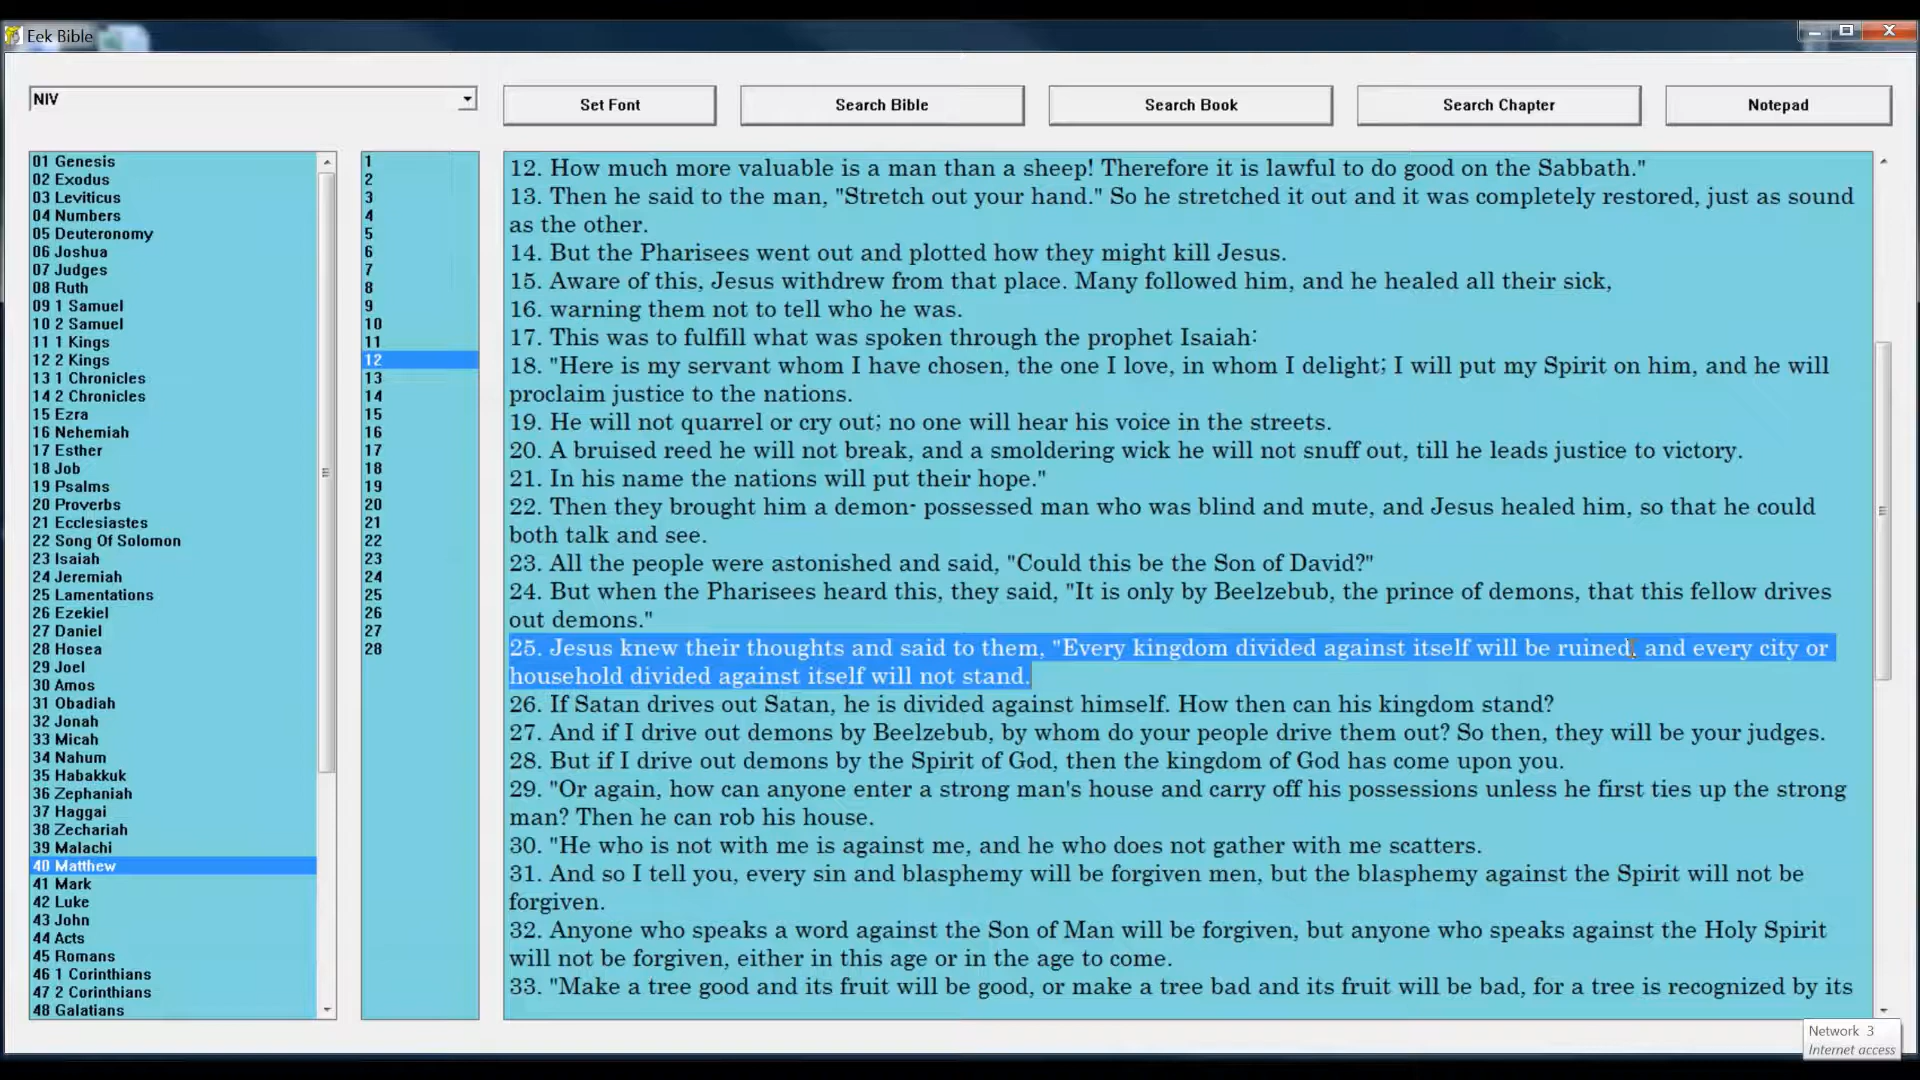 Eek Bible
NIV
Set Font
Search Bible
Search Book
Search Chapter
Notepad
01 Genesis
02 Exodus
03 Leviticus
04 Numbers
05 Deuteronomy
06 Joshua
07 Judges
08 Ruth
09 1 Samuel
10 2 Samuel
11 1 Kings
12 2 Kings
13 1 Chronicles
14 2 Chronicles
15 Ezra
16 Nehemiah
17 Esther
18 Job
19 Psalms
20 Proverbs
21 Ecclesiastes
22 Song Of Solomon
23 Isaiah
24 Jeremiah
25 Lamentations
26 Ezekiel
27 Daniel
28 Hosea
29 Joel
30 Amos
31 Obadiah
32 Jonah
33 Micah
34 Nahum
35 Habakkuk
36 Zephaniah
37 Haggai
38 Zechariah
39 Malachi
40 Matthew
41 Mark
42 Luke
43 John
44 Acts
45 Romans
46 1 Corinthians
47 2 Corinthians
48 Galatians
1
2
3
4
5
6
7
8
9
10
11
12
13
14
15
16
17
18
19
20
21
22
23
24
25
26
27
28
12. How much more valuable is a man than a sheep! Therefore it is lawful to do good on the Sabbath."
13. Then he said to the man, "Stretch out your hand." So he stretched it out and it was completely restored, just as sound
as the other.
14. But the Pharisees went out and plotted how they might kill Jesus.
15. Aware of this, Jesus withdrew from that place. Many followed him, and he healed all their sick,
16. warning them not to tell who he was.
17. This was to fulfill what was spoken through the prophet Isaiah:
18. "Here is my servant whom I have chosen, the one I love, in whom I delight; I will put my Spirit on him, and he will
proclaim justice to the nations.
19. He will not quarrel or cry out; no one will hear his voice in the streets.
20. A bruised reed he will not break, and a smoldering wick he will not snuff out, till he leads justice to victory.
21. In his name the nations will put their hope."
22. Then they brought him a demon- possessed man who was blind and mute, and Jesus healed him, so that he could
both talk and see.
23. All the people were astonished and said, "Could this be the Son of David?"
24. But when the Pharisees heard this, they said, "It is only by Beelzebub, the prince of demons, that this fellow drives
out demons."
25. Jesus knew their thoughts and said to them, "Every kingdom divided against itself will be ruined, and every city or
household divided against itself will not stand.
26. If Satan drives out Satan, he is divided against himself. How then can his kingdom stand?
27. And if I drive out demons by Beelzebub, by whom do your people drive them out? So then, they will be your judges.
28. But if I drive out demons by the Spirit of God, then the kingdom of God has come upon you.
29. "Or again, how can anyone enter a strong man's house and carry off his possessions unless he first ties up the strong
man? Then he can rob his house.
30. "He who is not with me is against me, and he who does not gather with me scatters.
31. And so I tell you, every sin and blasphemy will be forgiven men, but the blasphemy against the Spirit will not be
forgiven.
32. Anyone who speaks a word against the Son of Man will be forgiven, but anyone who speaks against the Holy Spirit
will not be forgiven, either in this age or in the age to come.
33. "Make a tree good and its fruit will be good, or make a tree bad and its fruit will be bad, for a tree is recognized by its
Network 3
Internet access